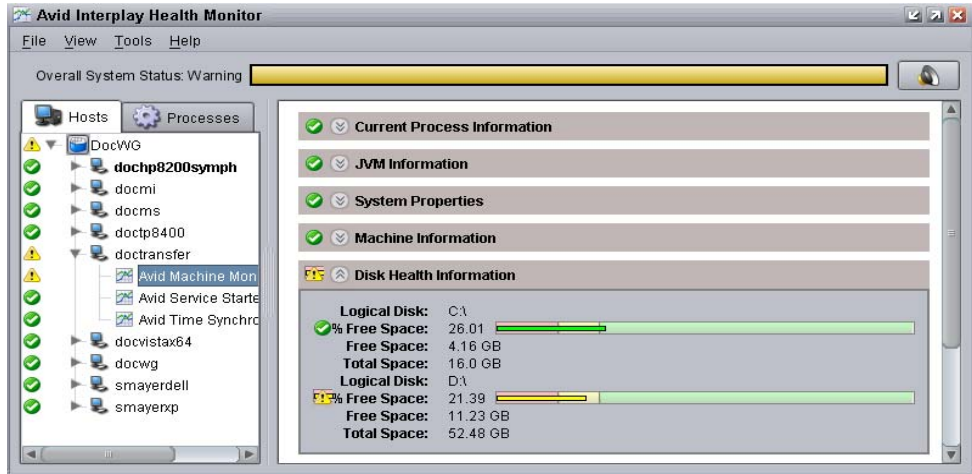 Avid Interplay Health Monitor
File View Tools Help
Overall System Status: Warning
Hosts Processes
DocWG
dochp8200symph
docmi
docms
doctp8400
doctransfer
Avid Machine Mon
Avid Service Starte
Avid Time Synchro
docvistax64
docwg
smayerdell
smayerxp
Current Process Information
JVM Information
System Properties
Machine Information
Disk Health Information
Logical Disk: C:\
% Free Space: 26.01
Free Space: 4.16 GB
Total Space: 16.0 GB
Logical Disk: D:\
% Free Space: 21.39
Free Space: 11.23 GB
Total Space: 52.48 GB